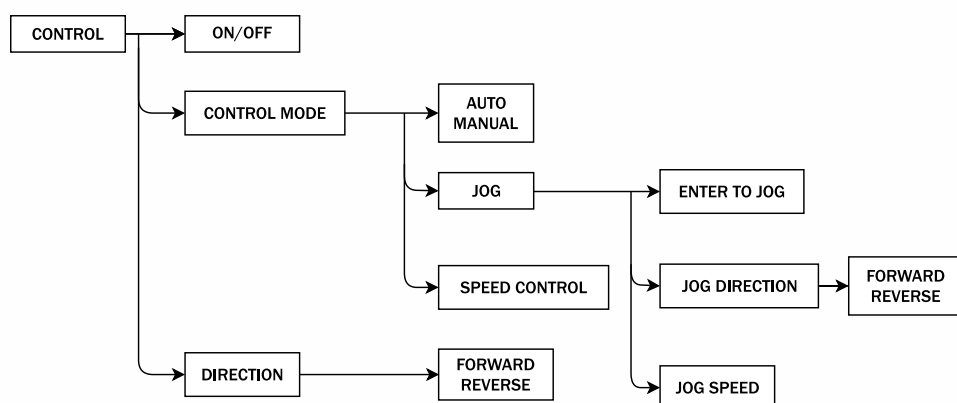 CONTROL
ON/OFF
CONTROL MODE
AUTO
MANUAL
JOG
ENTER TO JOG
JOG DIRECTION
FORWARD
REVERSE
JOG SPEED
SPEED CONTROL
DIRECTION
FORWARD
REVERSE